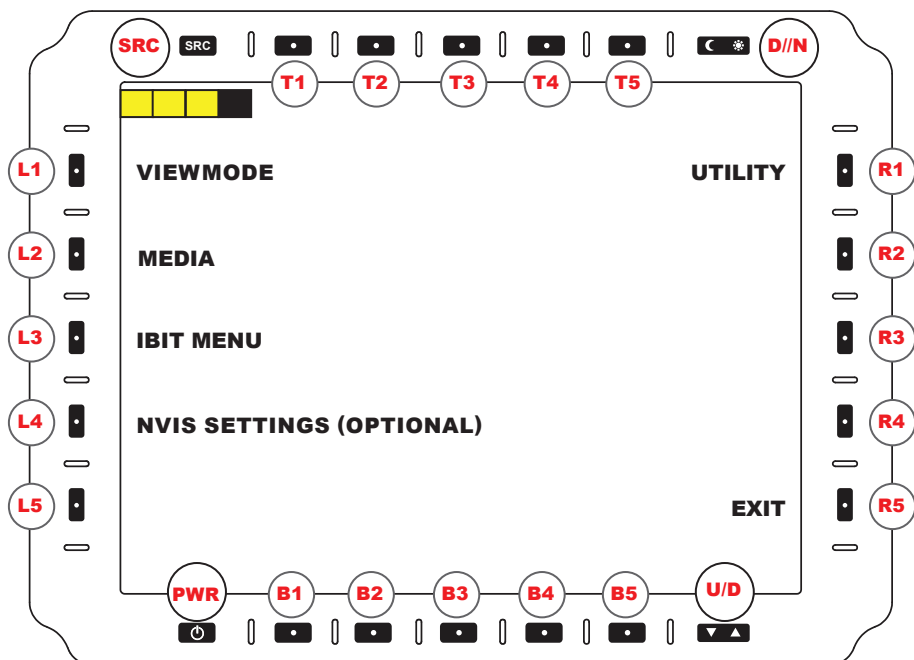 SRC SRC D//N
T1 T2 T3 T4 T5
L1 VIEWMODE UTILITY R1
L2 MEDIA R2
L3 IBIT MENU R3
L4 NVIS SETTINGS (OPTIONAL) R4
L5 EXIT R5
PWR B1 B2 B3 B4 B5 U/D